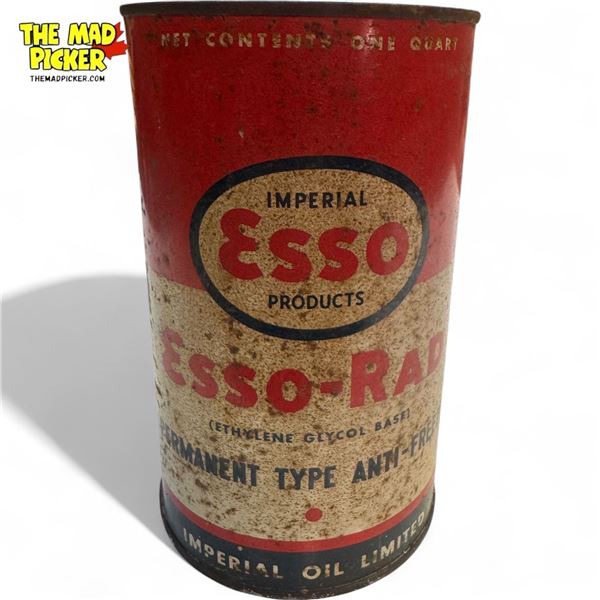 THE MAD
PICKER
THEMADPICKER.COM
NET CONTENTS ONE QUART
IMPERIAL
Esso
PRODUCTS
Esso-Rad
(ETHYLENE GLYCOL BASE)
PERMANENT TYPE ANTI-FREE
IMPERIAL OIL LIMITED